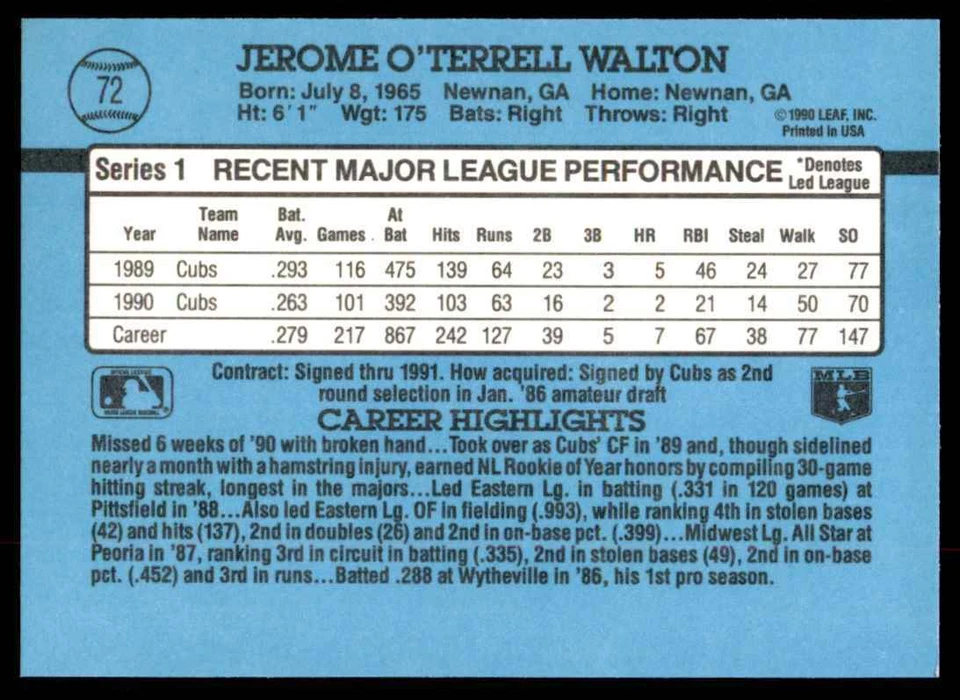 72
JEROME O'TERRELL WALTON
Born: July 8, 1965 Newnan, GA Home: Newnan, GA
Ht: 6'1" Wgt: 175 Bats: Right Throws: Right
©1990 LEAF, INC.
Printed in USA
Series 1 RECENT MAJOR LEAGUE PERFORMANCE *Denotes Led League
Year Team Name Bat. Avg. Games At Bat Hits Runs 2B 3B HR RBI Steal Walk SO
1989 Cubs .293 116 475 139 64 23 3 5 46 24 27 77
1990 Cubs .263 101 392 103 63 16 2 2 21 14 50 70
Career .279 217 867 242 127 39 5 7 67 38 77 147
Contract: Signed thru 1991. How acquired: Signed by Cubs as 2nd
round selection in Jan. '86 amateur draft
MLB
CAREER HIGHLIGHTS
Missed 6 weeks of '90 with broken hand...Took over as Cubs' CF in '89 and, though sidelined
nearly a month with a hamstring injury, earned NL Rookie of Year honors by compiling 30-game
hitting streak, longest in the majors...Led Eastern Lg. in batting (.331 in 120 games) at
Pittsfield in '88...Also led Eastern Lg. OF in fielding (.993), while ranking 4th in stolen bases
(42) and hits (137), 2nd in doubles (26) and 2nd in on-base pct. (.399)...Midwest Lg. All Star at
Peoria in '87, ranking 3rd in circuit in batting (.335), 2nd in stolen bases (49), 2nd in on-base
pct. (.452) and 3rd in runs...Batted .288 at Wytheville in '86, his 1st pro season.